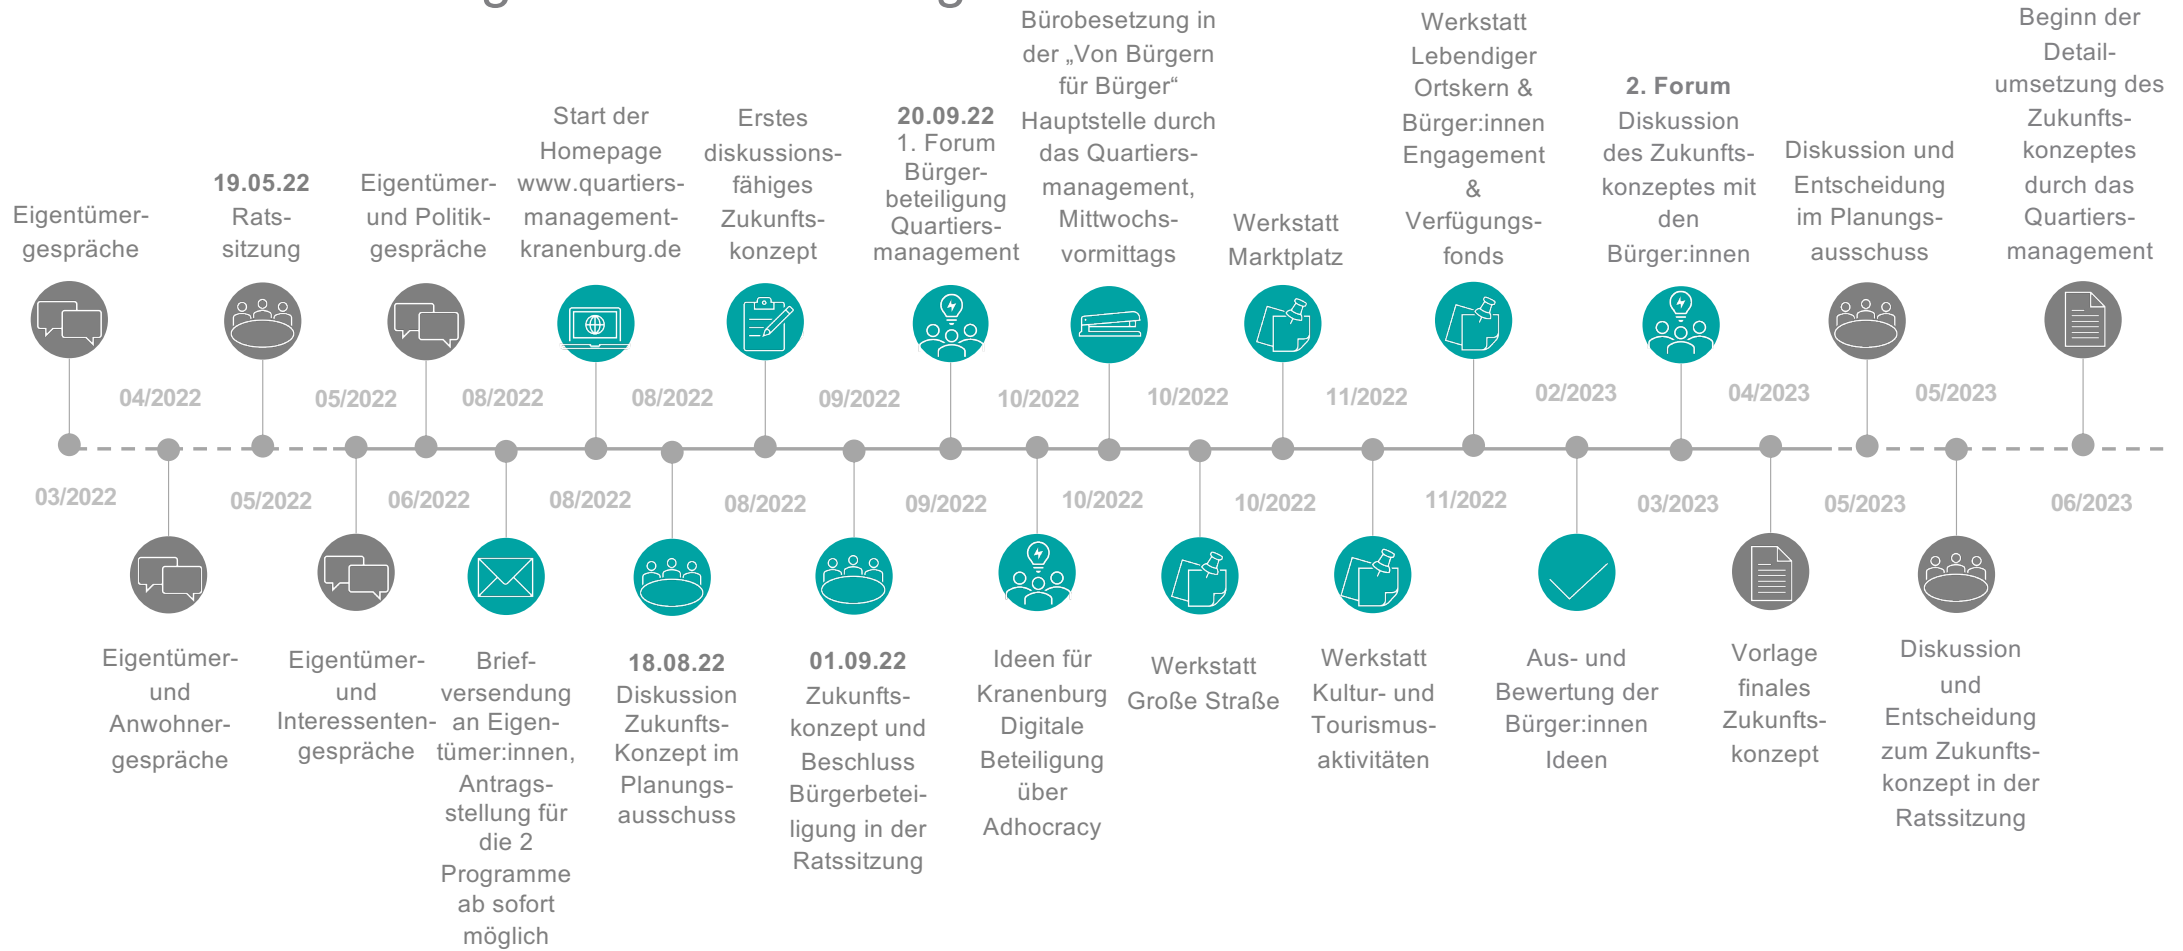 Eigentümer-
gespräche
19.05.22
Rats-
sitzung
Eigentümer-
und Politik-
gespräche
Start der
Homepage
www.quartiers-
management-
kranenburg.de
Erstes
diskussions-
fähiges
Zukunfts-
konzept
20.09.22
1. Forum
Bürger-
beteiligung
Quartiers-
management
Bürobesetzung in
der „Von Bürgern
für Bürger“
Hauptstelle durch
das Quartiers-
management,
Mittwochs-
vormittags
Werkstatt
Marktplatz
Werkstatt
Lebendiger
Ortskern &
Bürger:innen
Engagement
&
Verfügungs-
fonds
2. Forum
Diskussion
des Zukunfts-
konzeptes mit
den
Bürger:innen
Diskussion und
Entscheidung
im Planungs-
ausschuss
Beginn der
Detail-
umsetzung des
Zukunfts-
konzeptes
durch das
Quartiers-
management
04/2022
05/2022
08/2022
08/2022
09/2022
10/2022
10/2022
11/2022
02/2023
04/2023
05/2023
03/2022
05/2022
06/2022
08/2022
08/2022
09/2022
10/2022
10/2022
11/2022
03/2023
05/2023
06/2023
Eigentümer-
und
Anwohner-
gespräche
Eigentümer-
und
Interessenten-
gespräche
Brief-
versendung
an Eigen-
tümer:innen,
Antrags-
stellung für
die 2
Programme
ab sofort
möglich
18.08.22
Diskussion
Zukunfts-
Konzept im
Planungs-
ausschuss
01.09.22
Zukunfts-
konzept und
Beschluss
Bürgerbetei-
ligung in der
Ratssitzung
Ideen für
Kranenburg
Digitale
Beteiligung
über
Adhocracy
Werkstatt
Große Straße
Werkstatt
Kultur- und
Tourismus-
aktivitäten
Aus- und
Bewertung der
Bürger:innen
Ideen
Vorlage
finales
Zukunfts-
konzept
Diskussion
und
Entscheidung
zum Zukunfts-
konzept in der
Ratssitzung